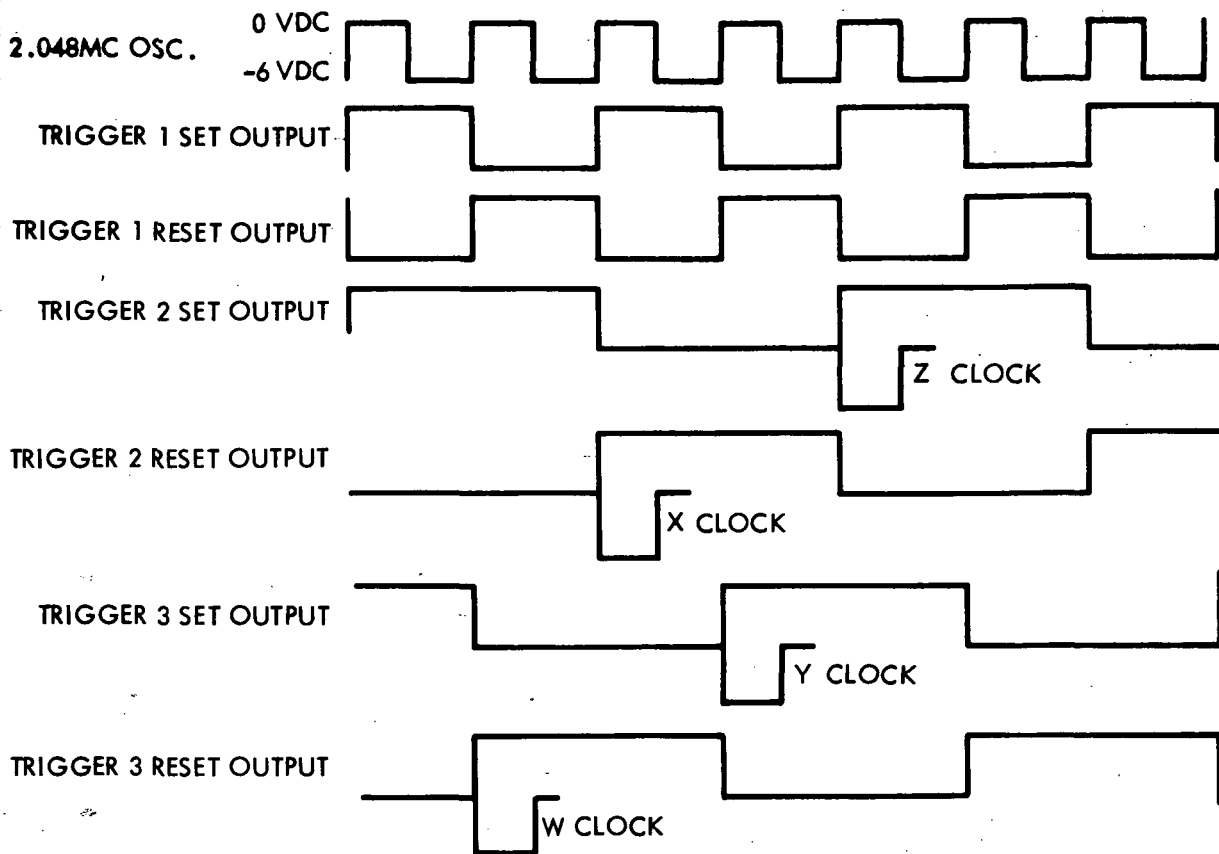 0 VDC
2.048MC OSC.
-6 VDC
TRIGGER 1 SET OUTPUT
TRIGGER 1 RESET OUTPUT
TRIGGER 2 SET OUTPUT
Z CLOCK
TRIGGER 2 RESET OUTPUT
X CLOCK
TRIGGER 3 SET OUTPUT
Y CLOCK
TRIGGER 3 RESET OUTPUT
W CLOCK